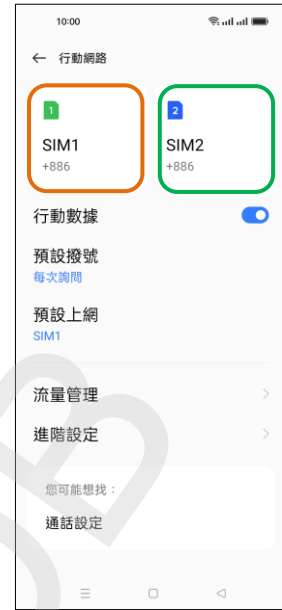 10:00
← 行動網路
1
SIM1
+886
2
SIM2
+886
行動數據
預設撥號
每次詢問
預設上網
SIM1
流量管理
進階設定
您可能想找：
通話設定